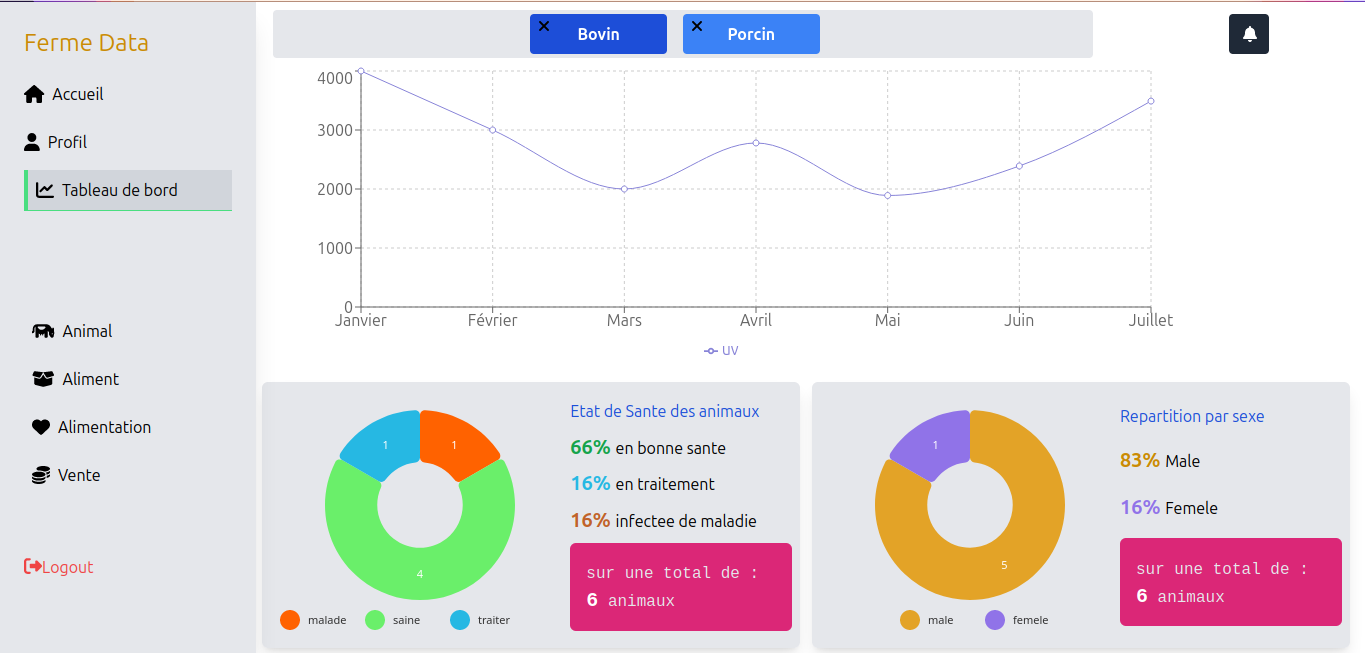 Ferme Data
Accueil
Profil
Tableau de bord
Animal
Aliment
Alimentation
Vente
Logout
Bovin
Porcin
4000
3000
2000
1000
0
Janvier Février Mars Avril Mai Juin Juillet
UV
1
1
4
malade saine traiter
Etat de Sante des animaux
66% en bonne sante
16% en traitement
16% infectee de maladie
sur une total de :
6 animaux
1
5
male femele
Repartition par sexe
83% Male
16% Femele
sur une total de :
6 animaux